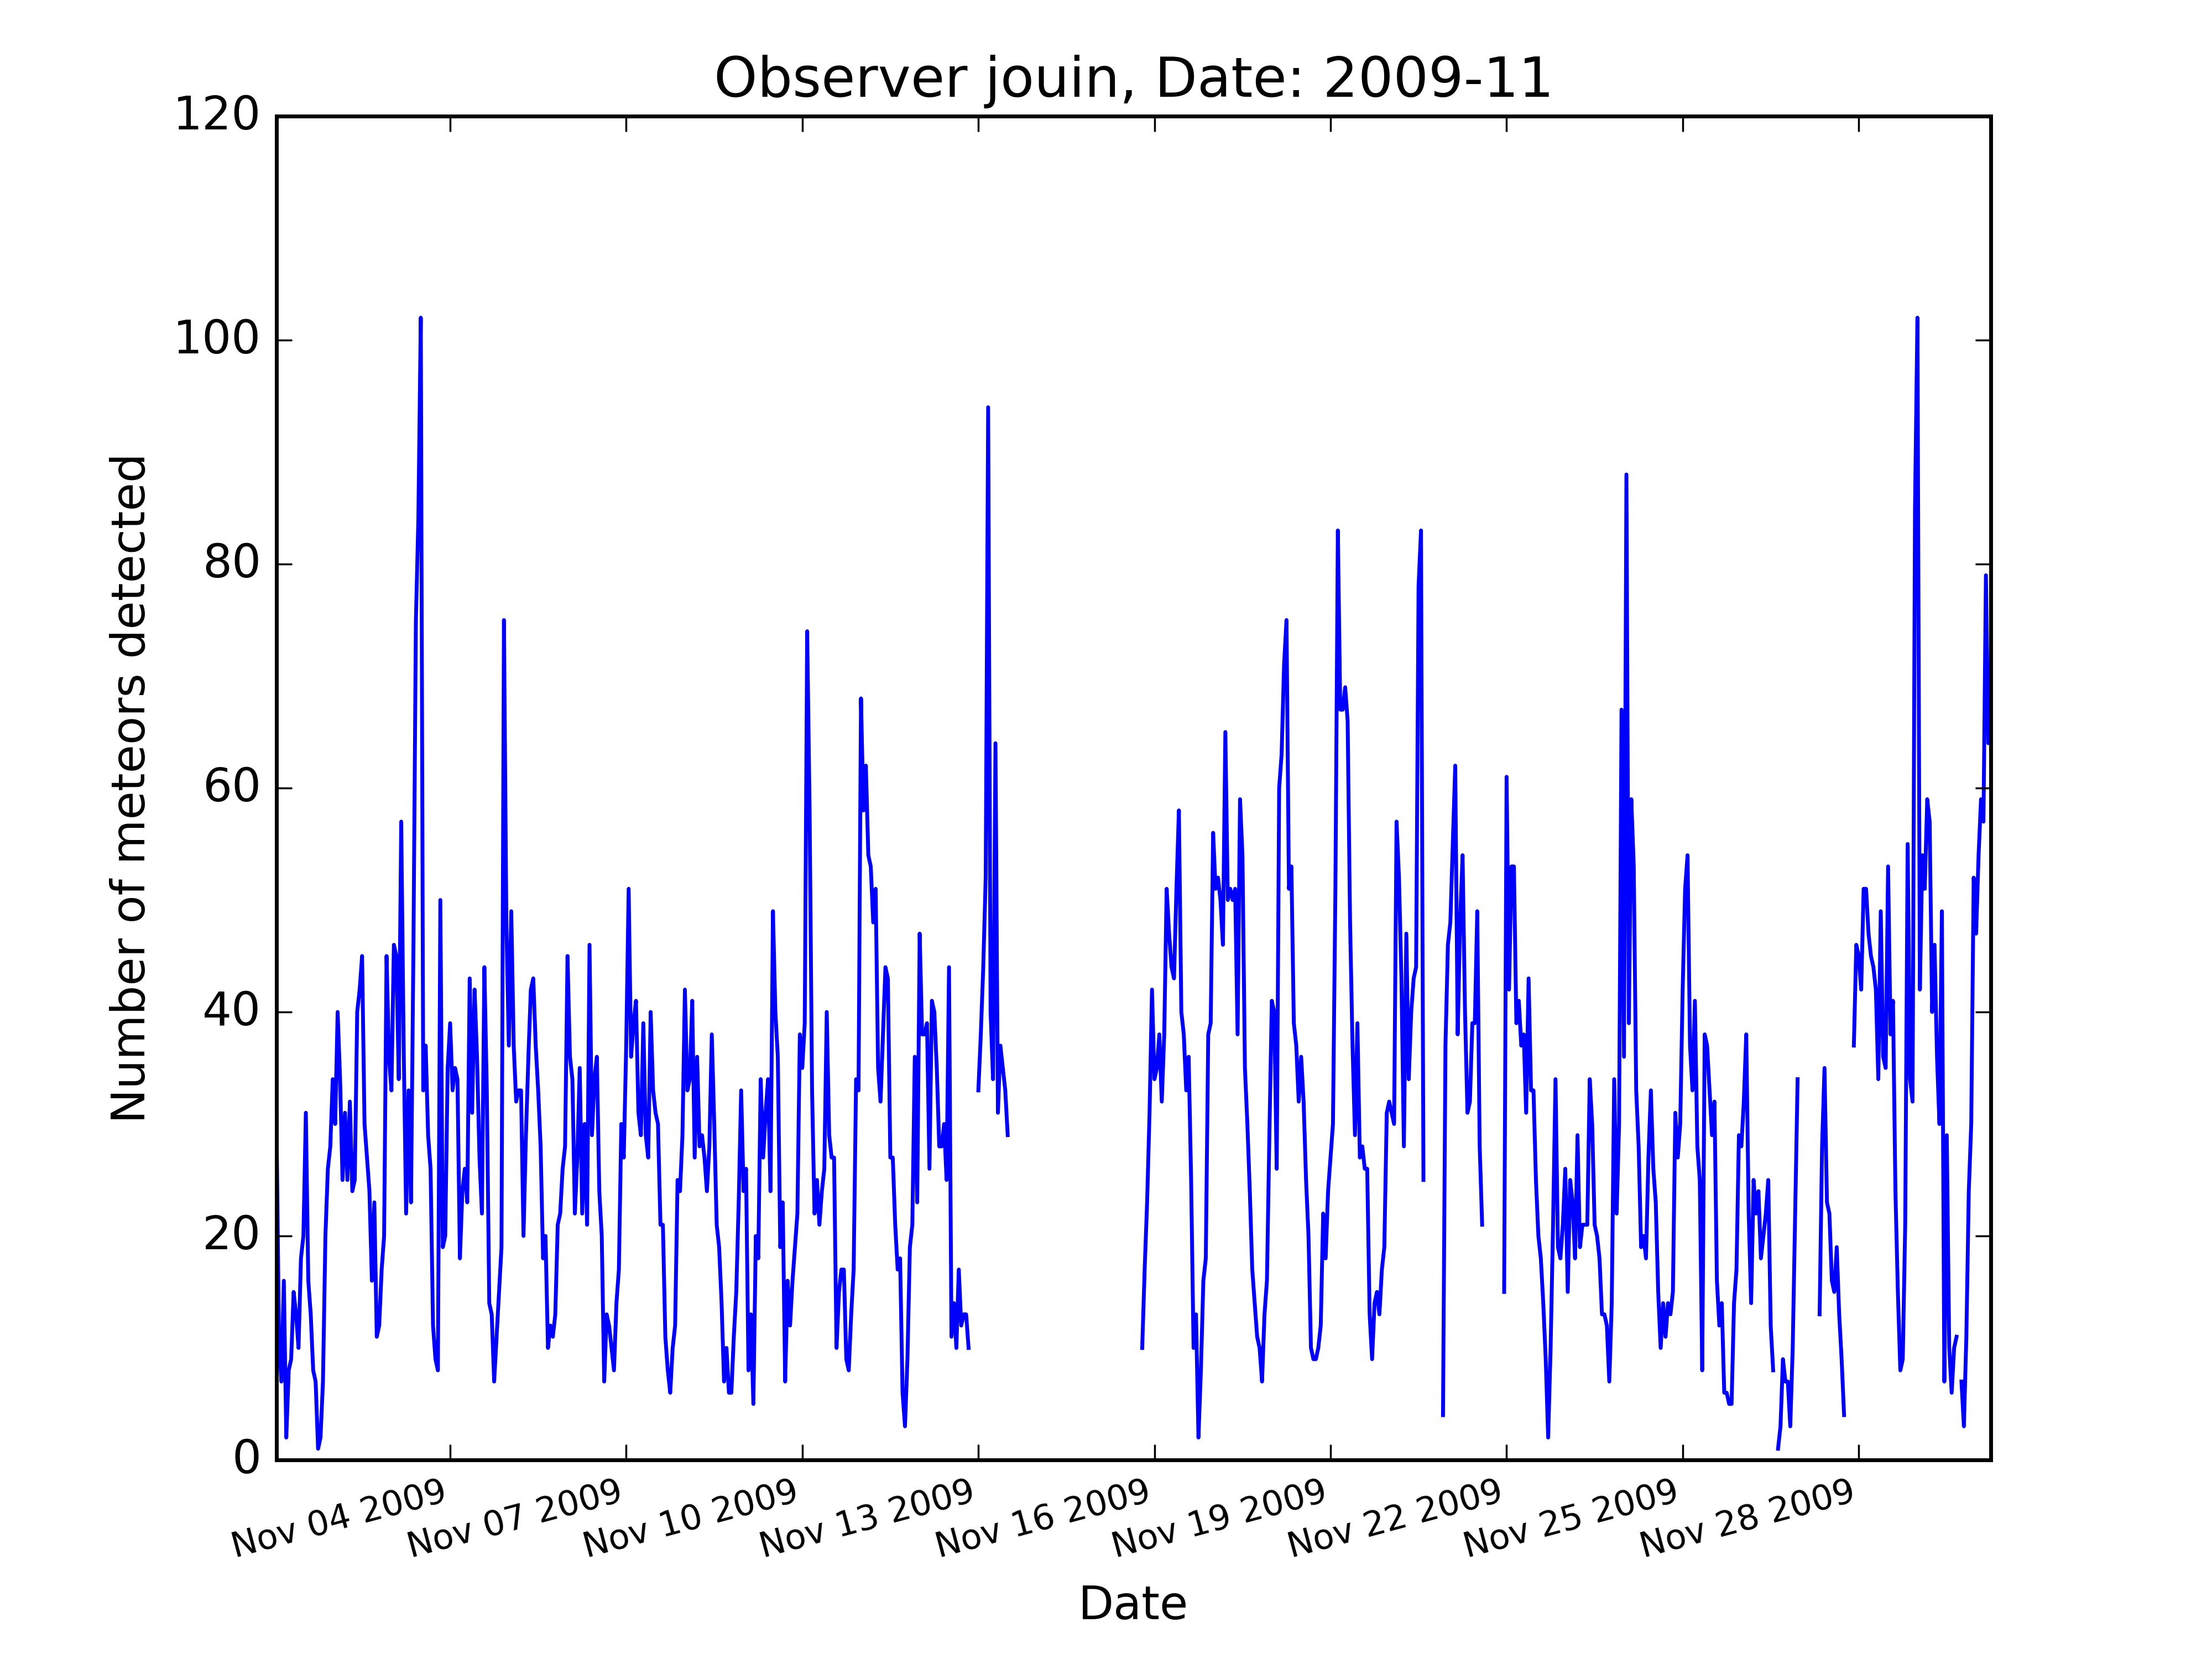 Observer jouin, Date: 2009-11
120
100
80
60
40
20
0
Number of meteors detected
Nov 04 2009
Nov 07 2009
Nov 10 2009
Nov 13 2009
Nov 16 2009
Nov 19 2009
Nov 22 2009
Nov 25 2009
Nov 28 2009
Date